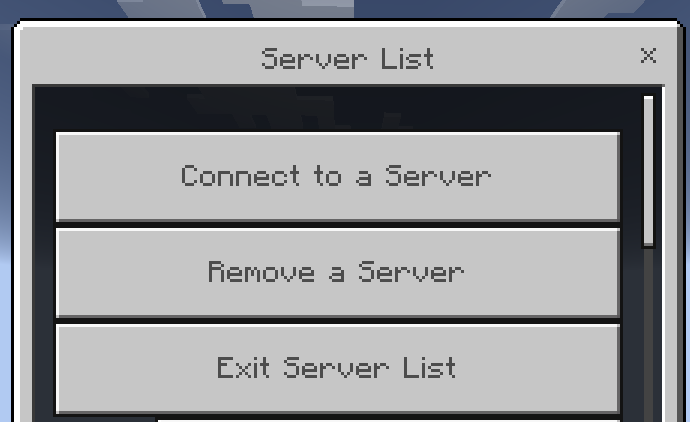 Server List
Connect to a Server
Remove a Server
Exit Server List